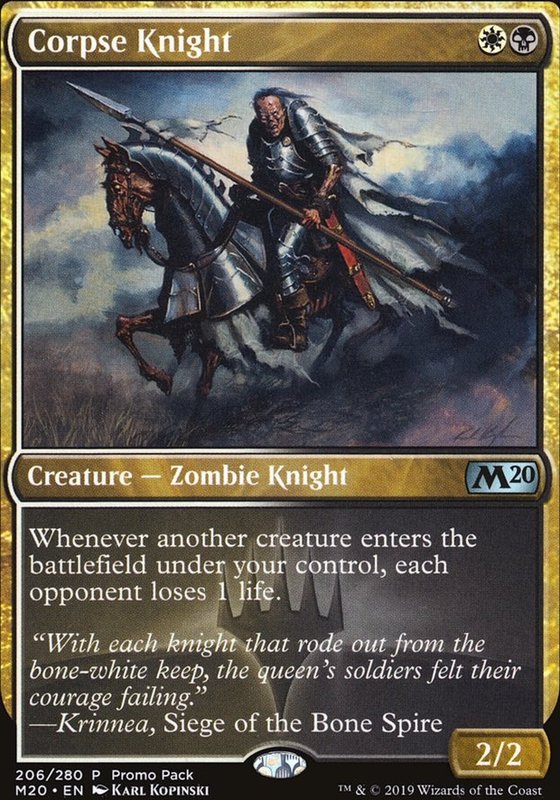 Corpse Knight
Creature — Zombie Knight
M20
Whenever another creature enters the
battlefield under your control, each
opponent loses 1 life.
“With each knight that rode out from the
bone-white keep, the queen’s soldiers felt their
courage failing.”
—Krinnea, Siege of the Bone Spire
2/2
206/280 P Promo Pack
M20 • EN Karl Kopinski
™ & © 2019 Wizards of the Coast